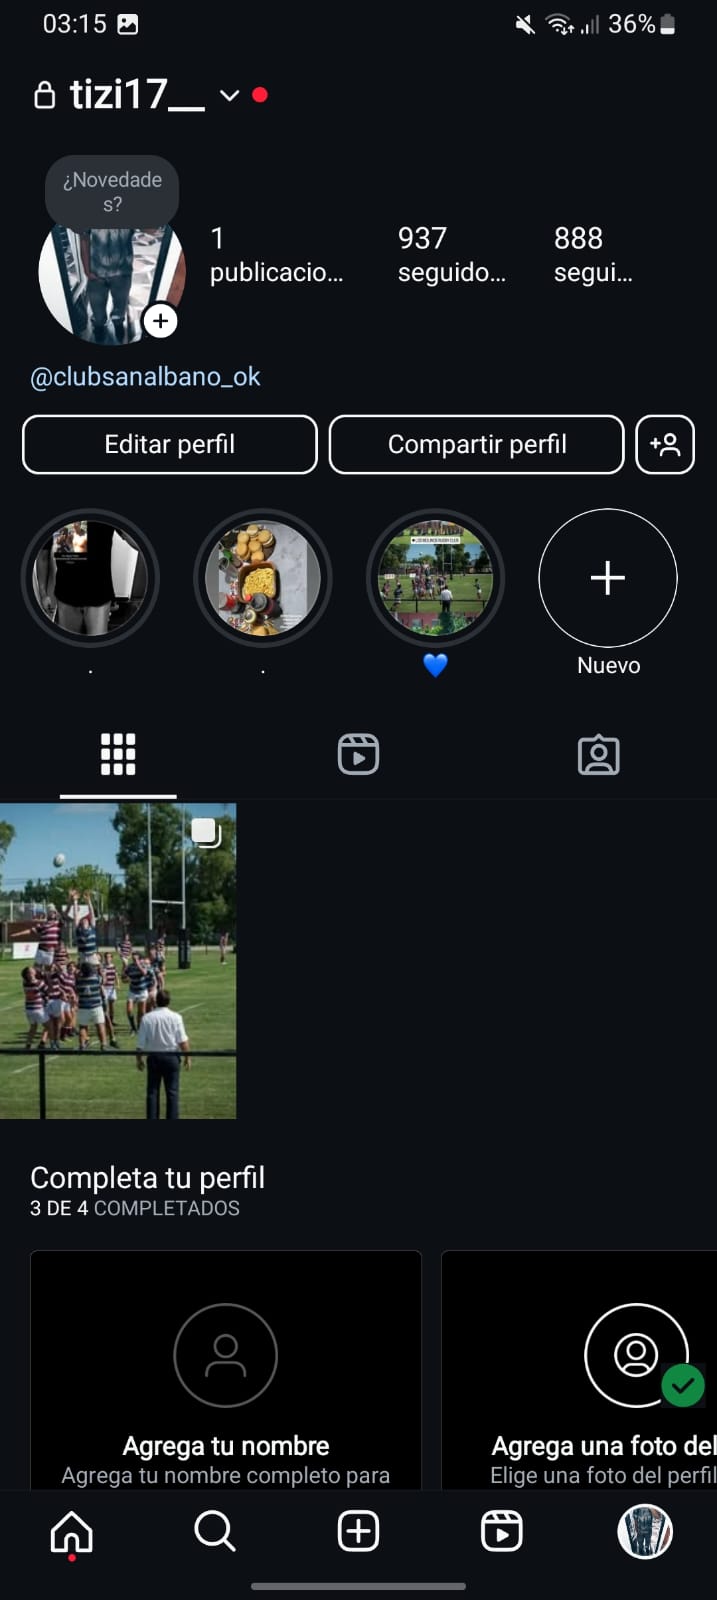 03:15
36%
tizi17__
¿Novedade
s?
1
937
888
publicacio...
seguido...
segui...
@clubsanalbano_ok
Editar perfil
Compartir perfil
.
.
💙
Nuevo
Completa tu perfil
3 DE 4 COMPLETADOS
Agrega tu nombre
Agrega una foto del
Agrega tu nombre completo para
Elige una foto del perfil